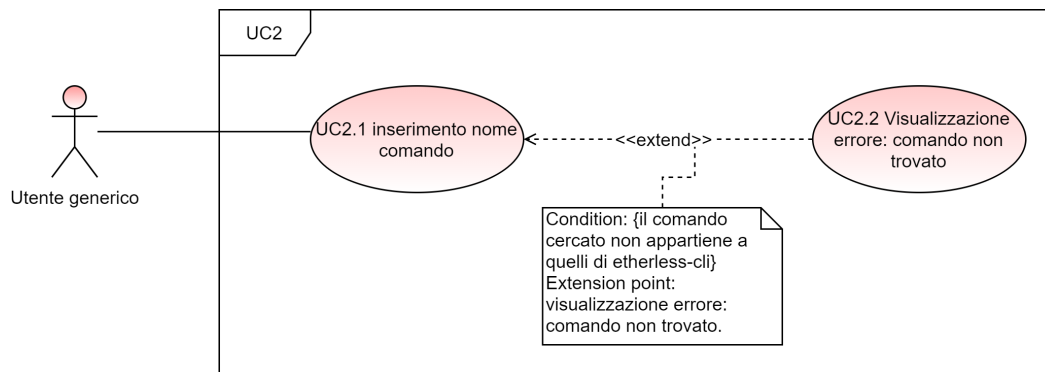 UC2
Utente generico
UC2.1 inserimento nome
comando
<<extend>>
UC2.2 Visualizzazione
errore: comando non
trovato
Condition: {il comando
cercato non appartiene a
quelli di etherless-cli}
Extension point:
visualizzazione errore:
comando non trovato.